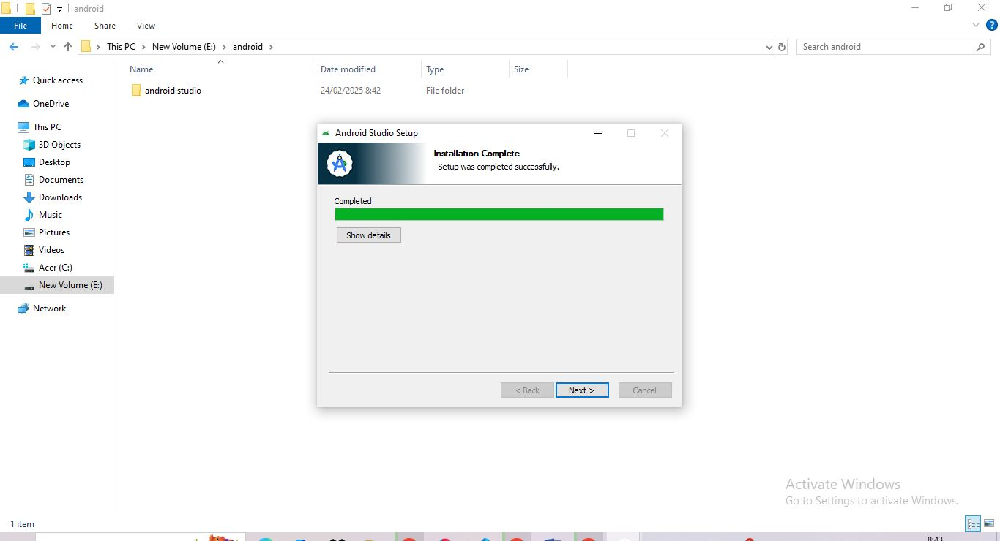 android
File Home Share View
This PC New Volume (E:) android
Search android
Name Date modified Type Size
android studio 24/02/2025 8:42 File folder
Quick access
OneDrive
This PC
3D Objects
Desktop
Documents
Downloads
Music
Pictures
Videos
Acer (C:)
New Volume (E:)
Network
Android Studio Setup
Installation Complete
Setup was completed successfully.
Completed
Show details
< Back Next > Cancel
Activate Windows
Go to Settings to activate Windows.
1 item
8:43